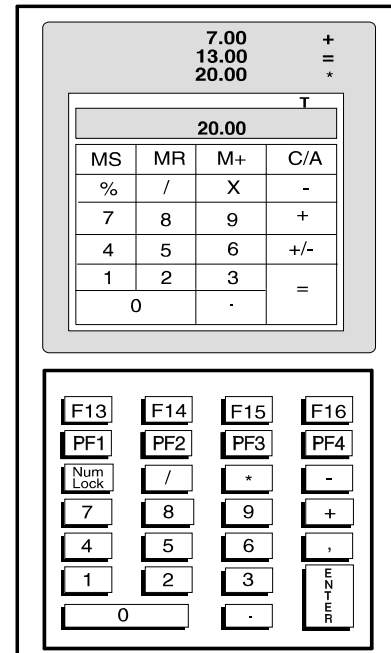 7.00 +
13.00 =
20.00 *
T
20.00
MS MR M+ C/A
% / X -
7 8 9 +
4 5 6 +/-
1 2 3 =
0 .
F13 F14 F15 F16
PF1 PF2 PF3 PF4
Num Lock / * -
7 8 9 +
4 5 6 ,
1 2 3 ENTER
0 .